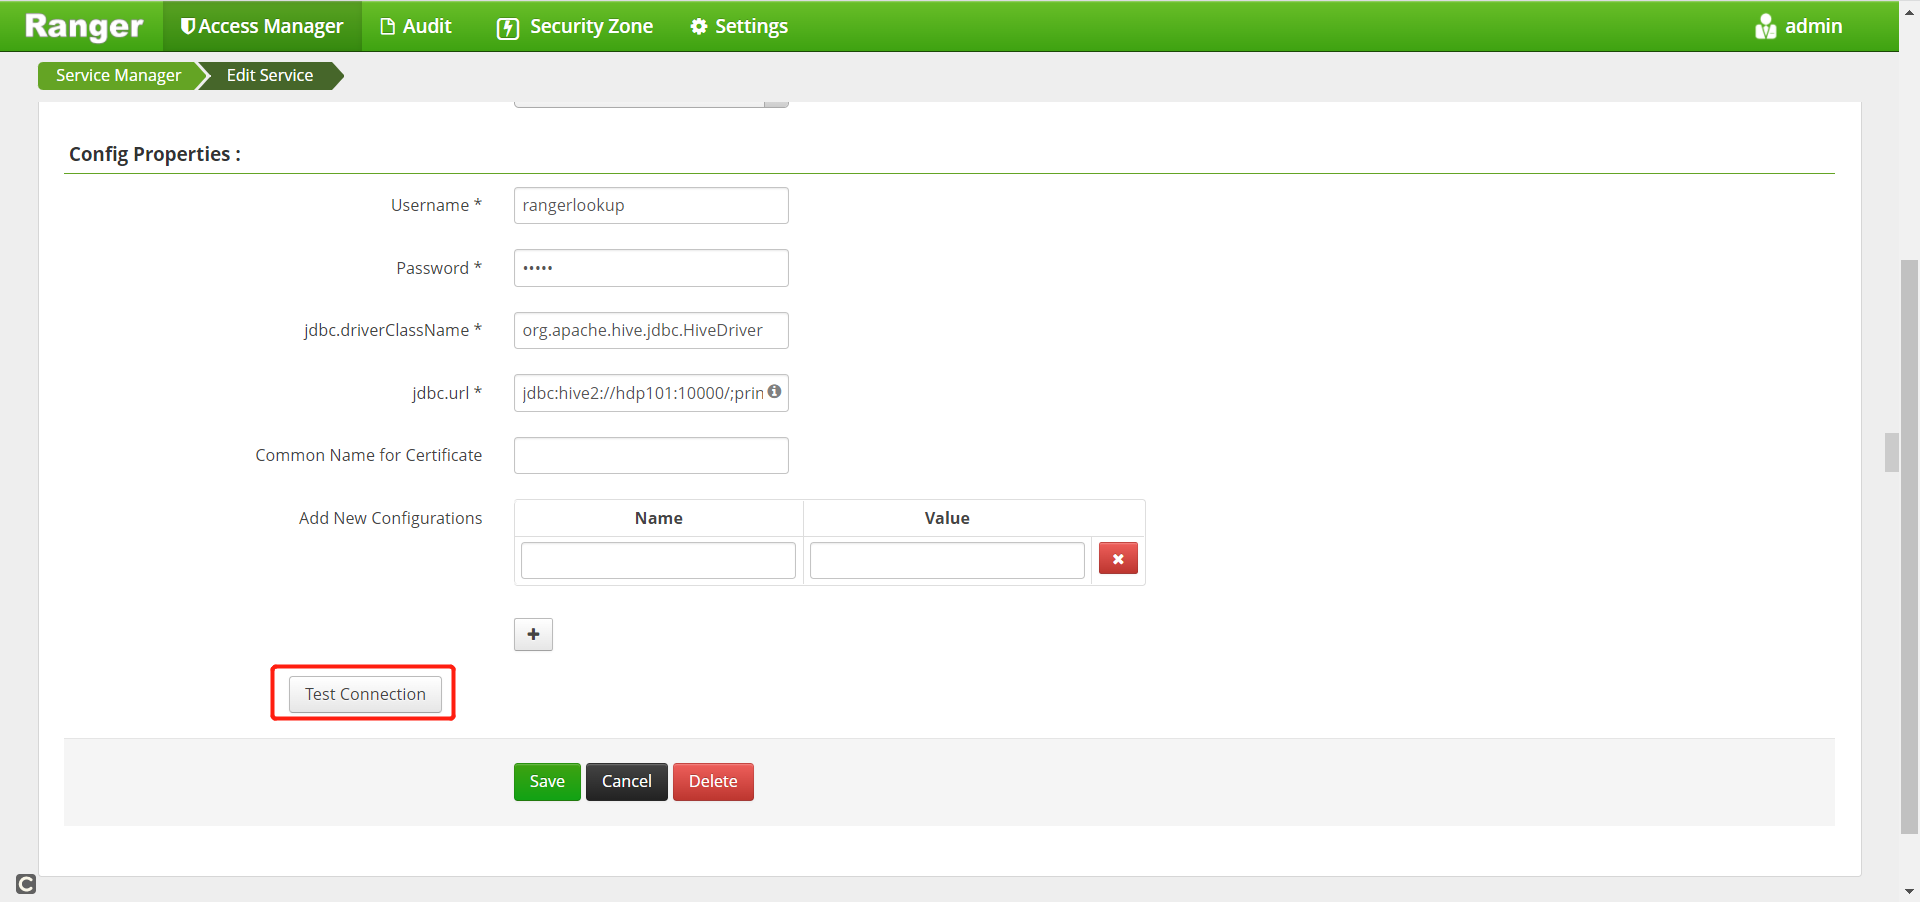 Ranger Access Manager Audit Security Zone Settings admin
Service Manager Edit Service
Config Properties :
Username * rangerlookup
Password * •••••
jdbc.driverClassName * org.apache.hive.jdbc.HiveDriver
jdbc.url * jdbc:hive2://hdp101:10000/;prin
Common Name for Certificate
Add New Configurations Name Value
Test Connection
Save Cancel Delete